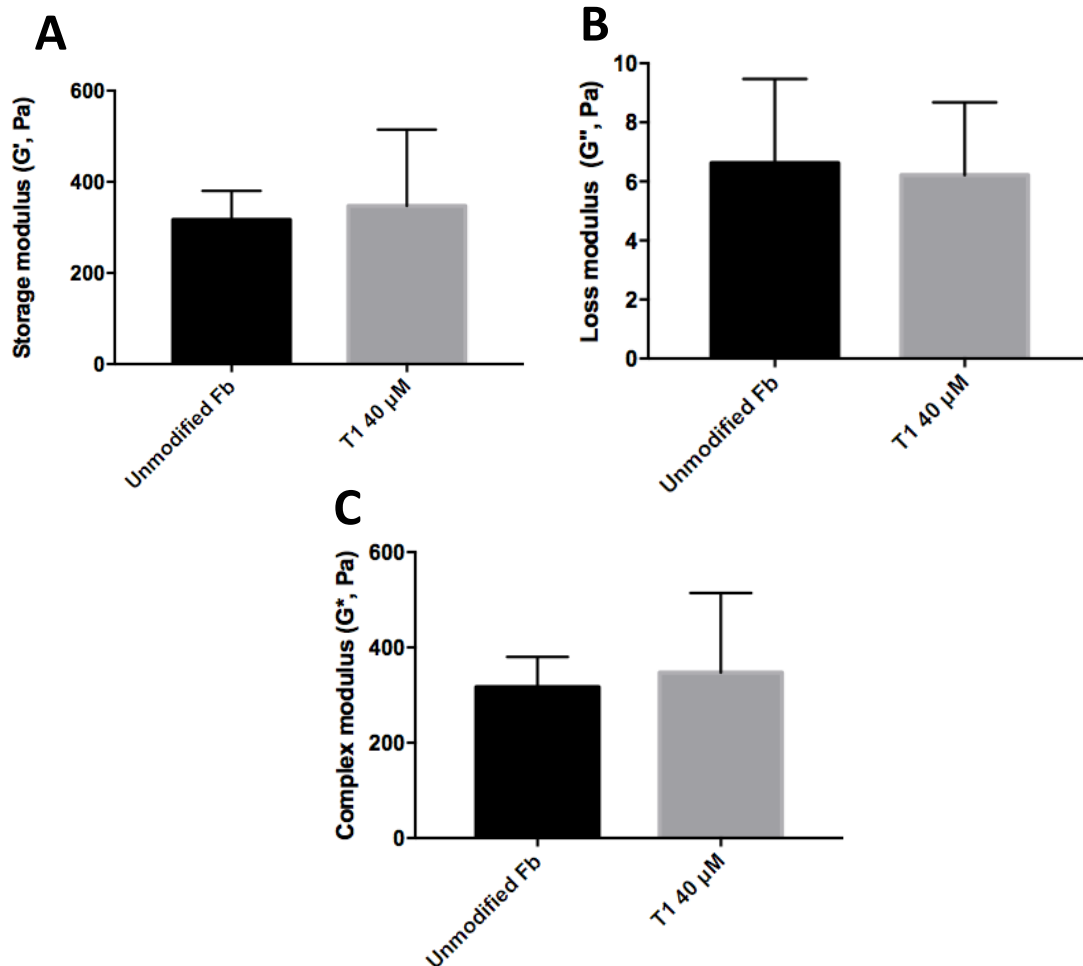 A
Storage modulus (G', Pa)
600
400
200
0
Unmodified Fb
T1 40 µM
B
Loss modulus (G", Pa)
10
8
6
4
2
0
Unmodified Fb
T1 40 µM
C
Complex modulus (G*, Pa)
600
400
200
0
Unmodified Fb
T1 40 µM